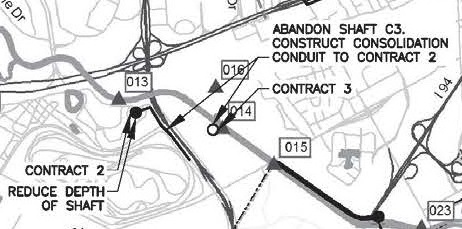 Dr
ABANDON SHAFT C3.
CONSTRUCT CONSOLIDATION
CONDUIT TO CONTRACT 2
013
016
CONTRACT 3
I 94
014
015
CONTRACT 2
REDUCE DEPTH
OF SHAFT
023